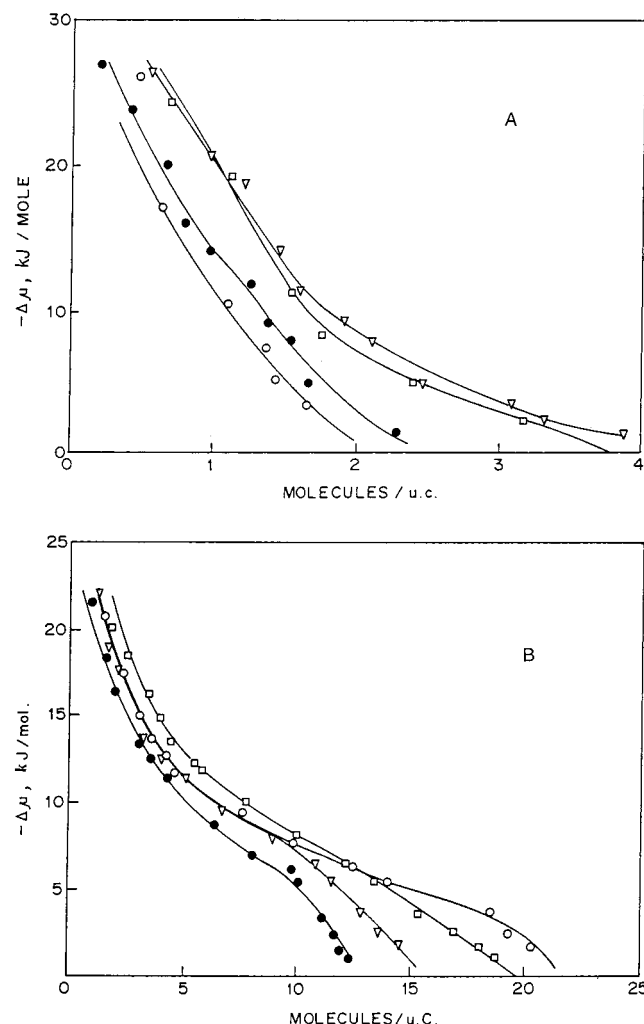 30
20
10
0
-Δμ, kJ / MOLE
A
0 1 2 3 4
MOLECULES / u.c.
25
20
15
10
5
-Δμ, kJ/mol.
B
0 5 10 15 20 25
MOLECULES/u.C.